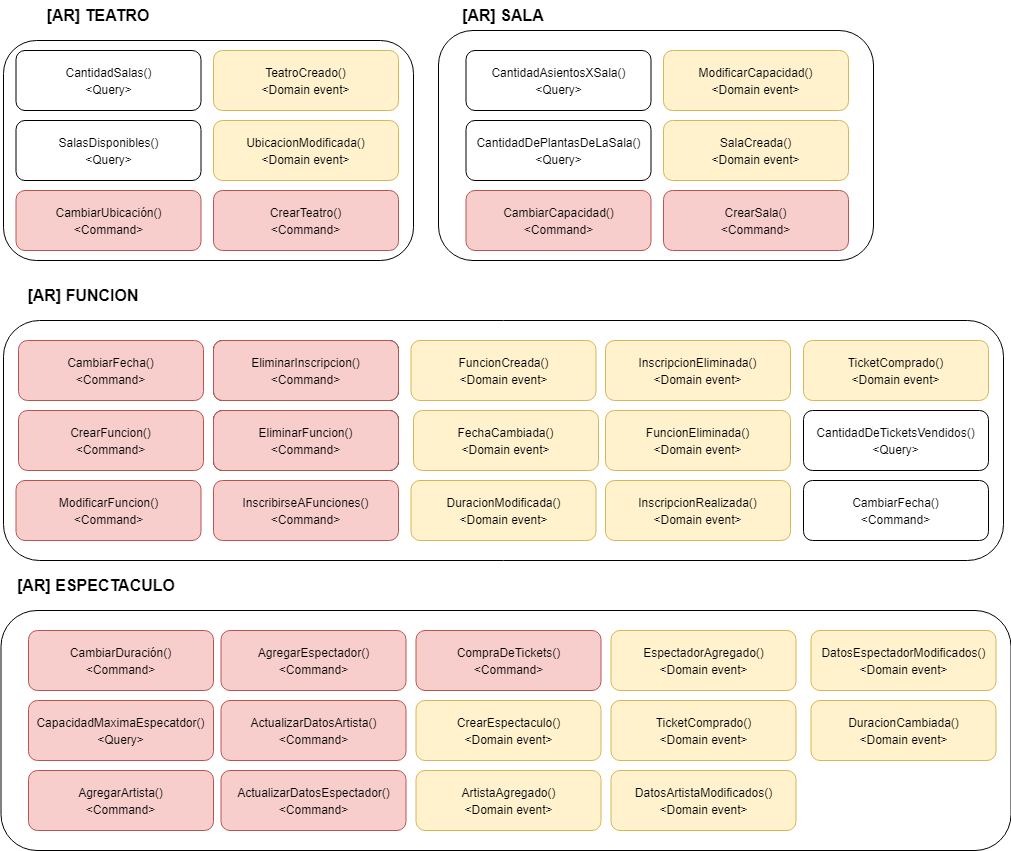 [AR] TEATRO
CantidadSalas()
<Query>
TeatroCreado()
<Domain event>
SalasDisponibles()
<Query>
UbicacionModificada()
<Domain event>
CambiarUbicación()
<Command>
CrearTeatro()
<Command>
[AR] SALA
CantidadAsientosXSala()
<Query>
ModificarCapacidad()
<Domain event>
CantidadDePlantasDeLaSala()
<Query>
SalaCreada()
<Domain event>
CambiarCapacidad()
<Command>
CrearSala()
<Command>
[AR] FUNCION
CambiarFecha()
<Command>
EliminarInscripcion()
<Command>
FuncionCreada()
<Domain event>
InscripcionEliminada()
<Domain event>
TicketComprado()
<Domain event>
CrearFuncion()
<Command>
EliminarFuncion()
<Command>
FechaCambiada()
<Domain event>
FuncionEliminada()
<Domain event>
CantidadDeTicketsVendidos()
<Query>
ModificarFuncion()
<Command>
InscribirseAFunciones()
<Command>
DuracionModificada()
<Domain event>
InscripcionRealizada()
<Domain event>
CambiarFecha()
<Command>
[AR] ESPECTACULO
CambiarDuración()
<Command>
AgregarEspectador()
<Command>
CompraDeTickets()
<Command>
EspectadorAgregado()
<Domain event>
DatosEspectadorModificados()
<Domain event>
CapacidadMaximaEspecatdor()
<Query>
ActualizarDatosArtista()
<Command>
CrearEspectaculo()
<Domain event>
TicketComprado()
<Domain event>
DuracionCambiada()
<Domain event>
AgregarArtista()
<Command>
ActualizarDatosEspectador()
<Command>
ArtistaAgregado()
<Domain event>
DatosArtistaModificados()
<Domain event>